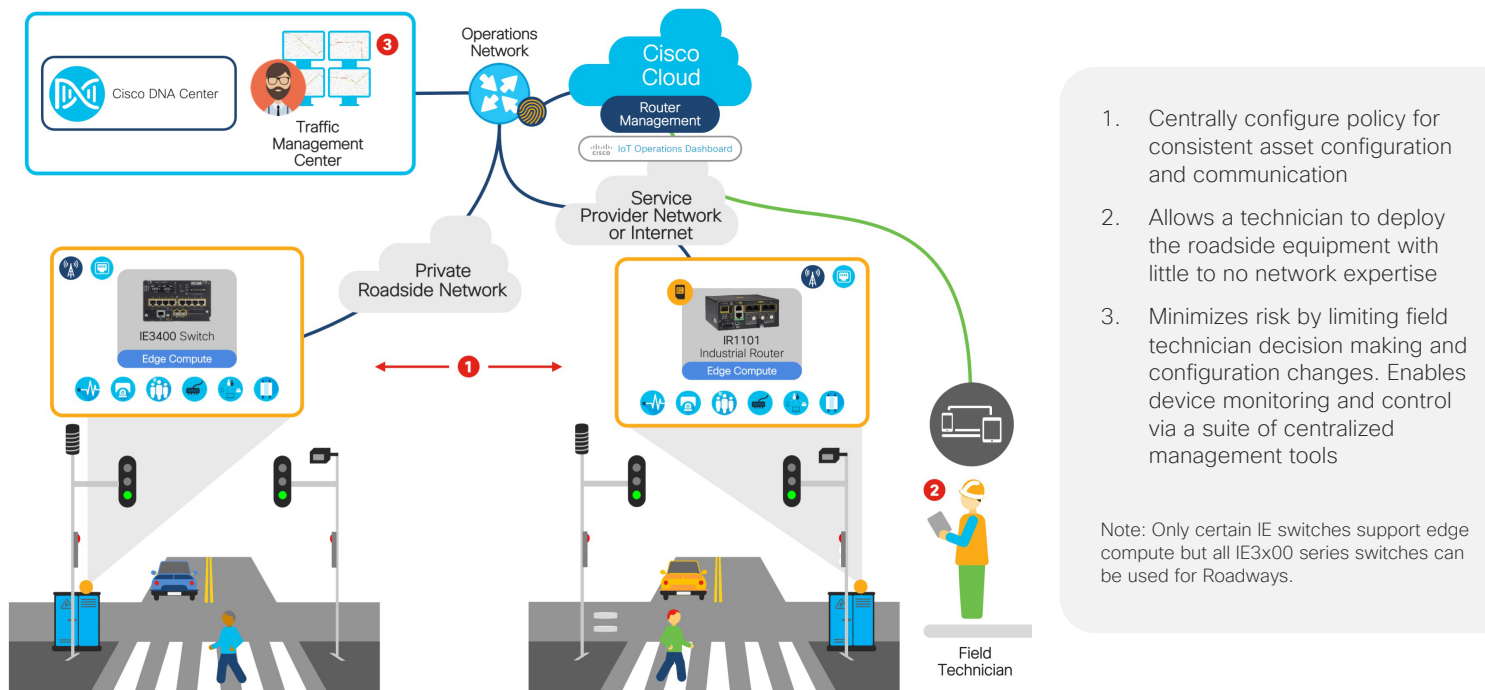 3
Cisco DNA Center
Traffic
Management
Center
Operations
Network
Cisco
Cloud
Router
Management
CISCO IoT Operations Dashboard
Service
Provider Network
or Internet
Private
Roadside Network
IE3400 Switch
Edge Compute
1
IR1101
Industrial Router
Edge Compute
2
Field
Technician
1. Centrally configure policy for
consistent asset configuration
and communication
2. Allows a technician to deploy
the roadside equipment with
little to no network expertise
3. Minimizes risk by limiting field
technician decision making and
configuration changes. Enables
device monitoring and control
via a suite of centralized
management tools
Note: Only certain IE switches support edge
compute but all IE3x00 series switches can
be used for Roadways.